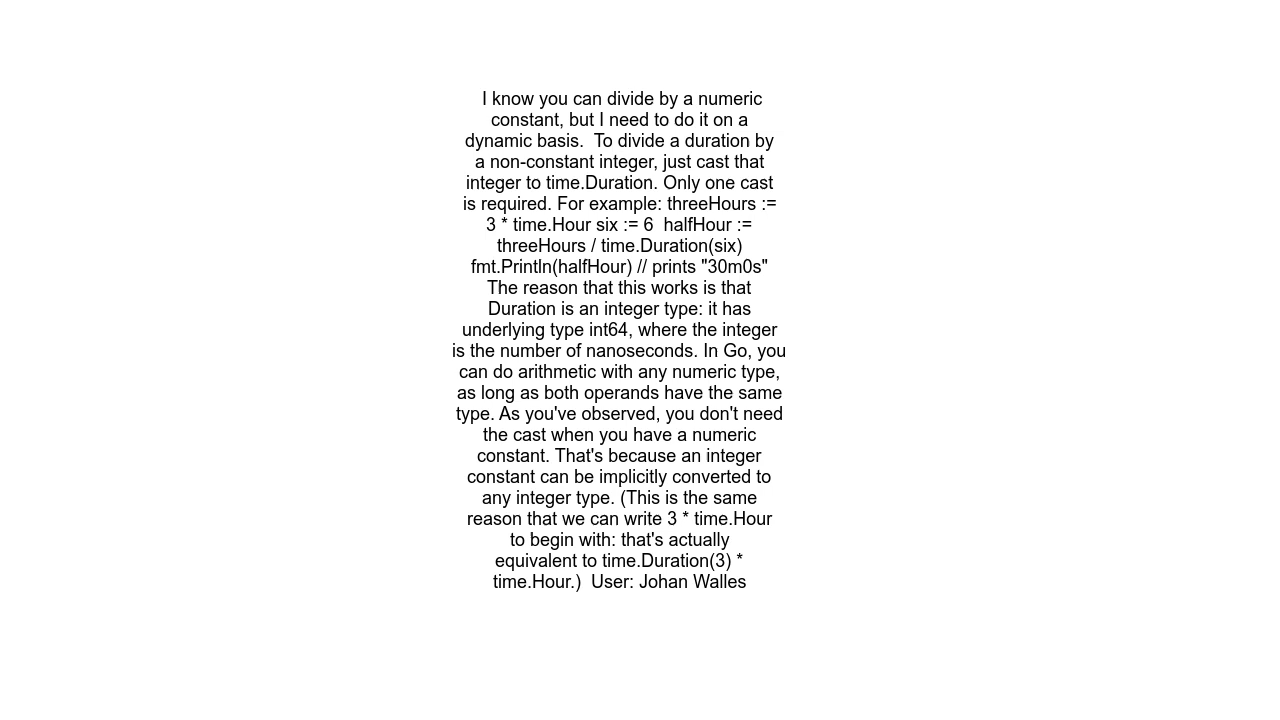 I know you can divide by a numeric
constant, but I need to do it on a
dynamic basis.  To divide a duration by
a non-constant integer, just cast that
integer to time.Duration. Only one cast
is required. For example: threeHours :=
3 * time.Hour six := 6  halfHour :=
threeHours / time.Duration(six)
fmt.Println(halfHour) // prints "30m0s"
The reason that this works is that
Duration is an integer type: it has
underlying type int64, where the integer
is the number of nanoseconds. In Go, you
can do arithmetic with any numeric type,
as long as both operands have the same
type. As you've observed, you don't need
the cast when you have a numeric
constant. That's because an integer
constant can be implicitly converted to
any integer type. (This is the same
reason that we can write 3 * time.Hour
to begin with: that's actually
equivalent to time.Duration(3) *
time.Hour.)  User: Johan Walles